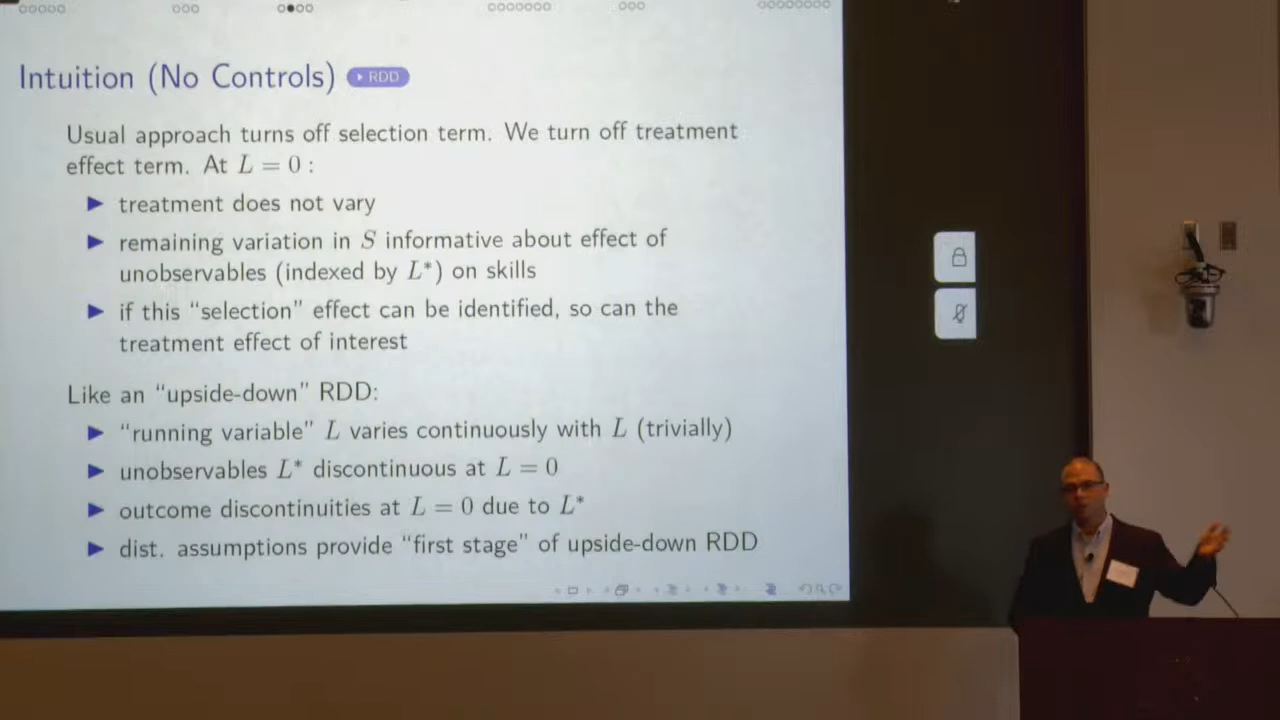 Intuition (No Controls) ▸ RDD
Usual approach turns off selection term. We turn off treatment
effect term. At L = 0 :
▶ treatment does not vary
▶ remaining variation in S informative about effect of
unobservables (indexed by L*) on skills
▶ if this “selection” effect can be identified, so can the
treatment effect of interest
Like an “upside-down” RDD:
▶ “running variable” L varies continuously with L (trivially)
▶ unobservables L* discontinuous at L = 0
▶ outcome discontinuities at L = 0 due to L*
▶ dist. assumptions provide “first stage” of upside-down RDD